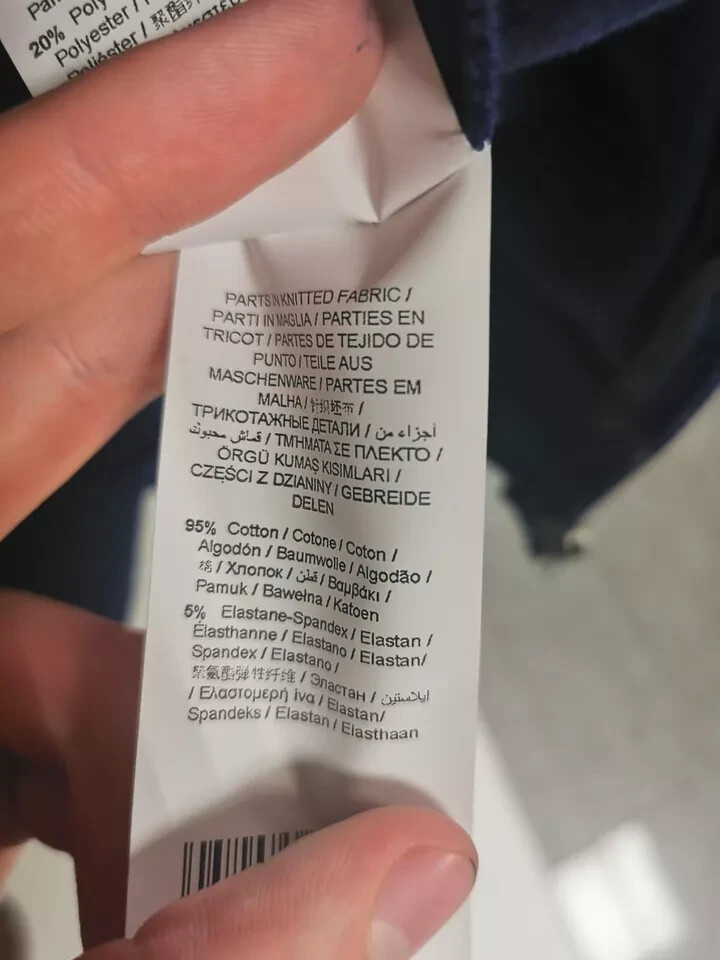 20% Poly
Polyester /
Poliéster /
PARTS IN KNITTED FABRIC /
PARTI IN MAGLIA / PARTIES EN
TRICOT / PARTES DE TEJIDO DE
PUNTO / TEILE AUS
MASCHENWARE / PARTES EM
MALHA / 针织坯布 /
ТРИКОТАЖНЫЕ ДЕТАЛИ / أجزاء من
قماش محبوك / ΤΜΗΜΑΤΑ ΣΕ ΠΛΕΚΤΟ /
ÖRGÜ KUMAŞ KISIMLARI /
CZĘŚCI Z DZIANINY / GEBREIDE
DELEN
95% Cotton / Cotone / Coton /
Algodón / Baumwolle / Algodão /
棉 / Хлопок / قطن / Βαμβάκι /
Pamuk / Bawełna / Katoen
5% Elastane-Spandex / Elastan /
Élasthanne / Elastano / Elastan/
Spandex / Elastano /
聚氨酯弹性纤维 / Эластан / ايلاستين
/ Ελαστομερή ίνα / Elastan/
Spandeks / Elastan / Elasthaan